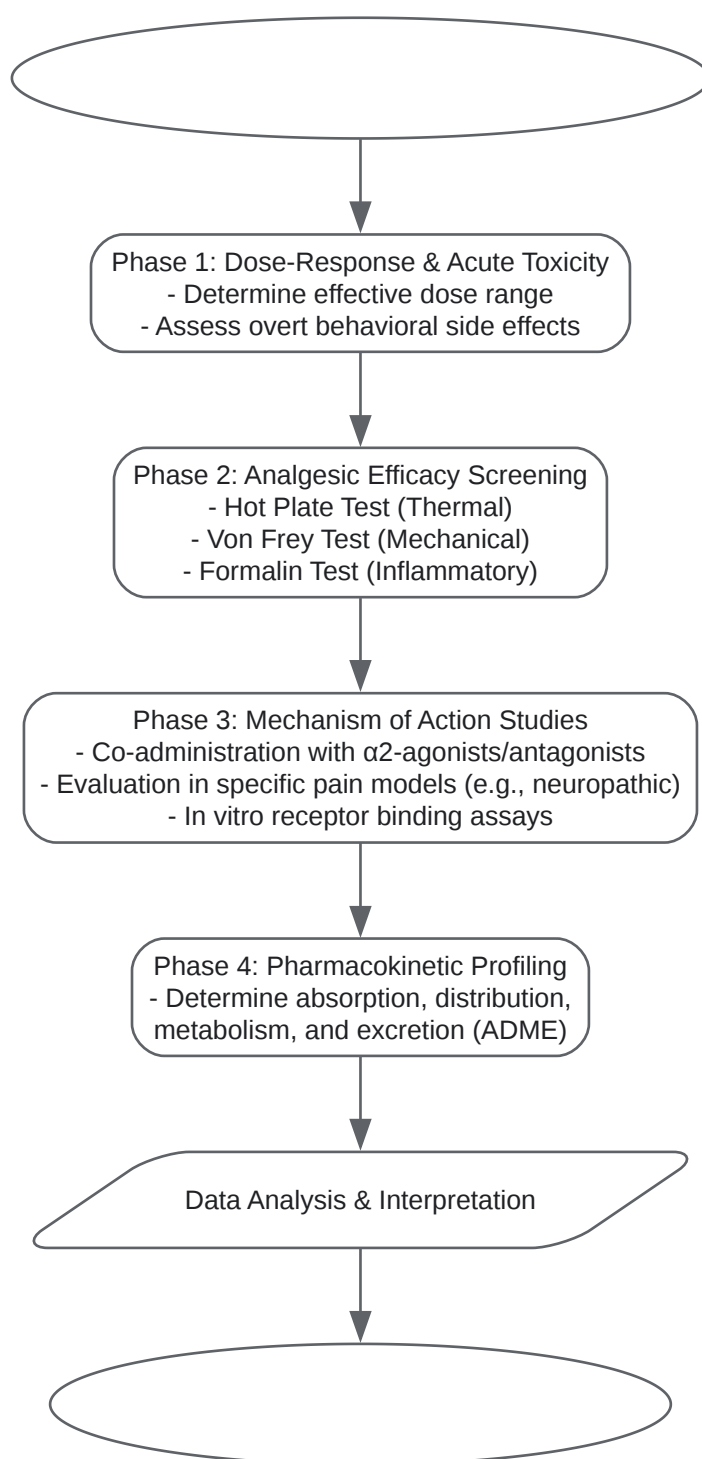 Phase 1: Dose-Response & Acute Toxicity
- Determine effective dose range
- Assess overt behavioral side effects
Phase 2: Analgesic Efficacy Screening
- Hot Plate Test (Thermal)
- Von Frey Test (Mechanical)
- Formalin Test (Inflammatory)
Phase 3: Mechanism of Action Studies
- Co-administration with α2-agonists/antagonists
- Evaluation in specific pain models (e.g., neuropathic)
- In vitro receptor binding assays
Phase 4: Pharmacokinetic Profiling
- Determine absorption, distribution,
metabolism, and excretion (ADME)
Data Analysis & Interpretation